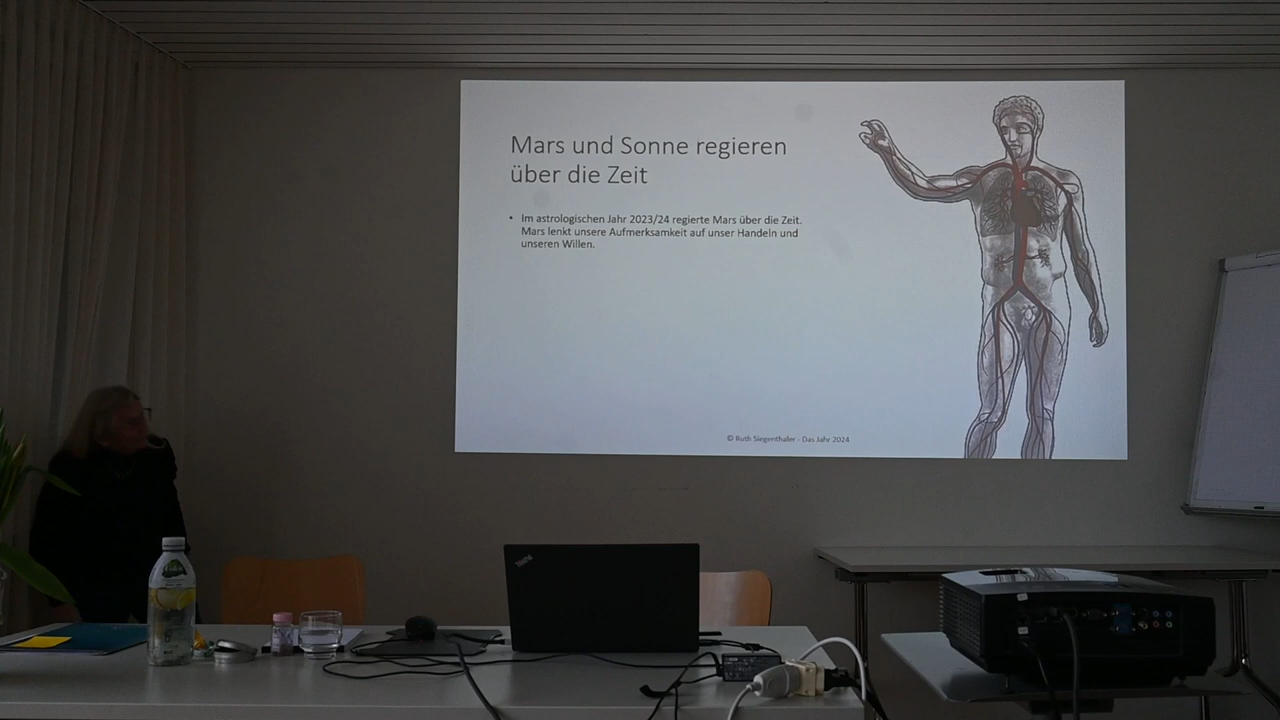 Mars und Sonne regieren
über die Zeit
• Im astrologischen Jahr 2023/24 regierte Mars über die Zeit.
Mars lenkt unsere Aufmerksamkeit auf unser Handeln und
unseren Willen.
© Ruth Siegenthaler - Das Jahr 2024
ThinkPad